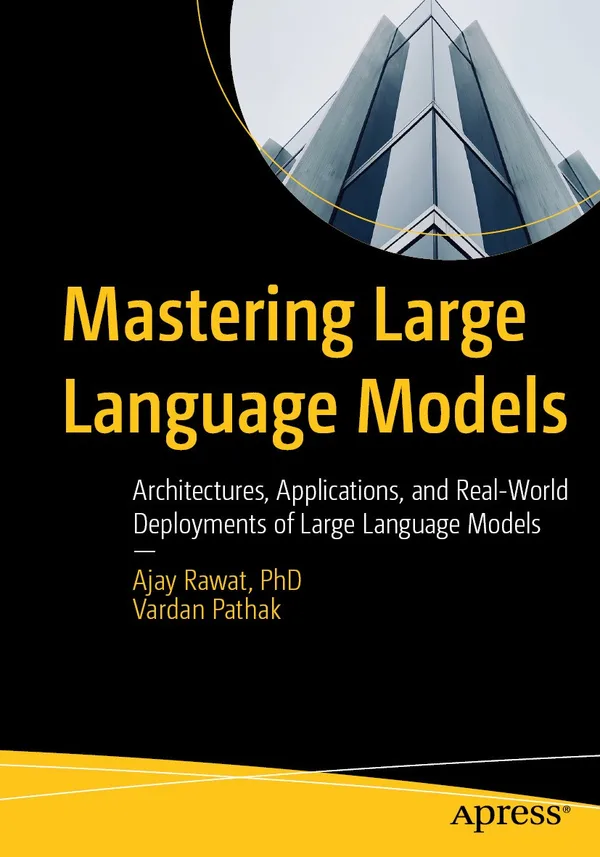 Mastering Large
Language Models
Architectures, Applications, and Real-World
Deployments of Large Language Models
—
Ajay Rawat, PhD
Vardan Pathak
Apress®